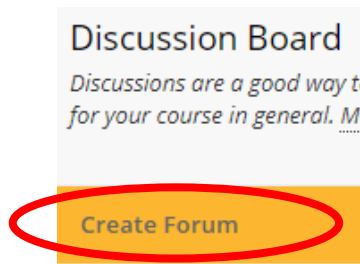 Discussion Board
Discussions are a good way
for your course in general.
Create Forum